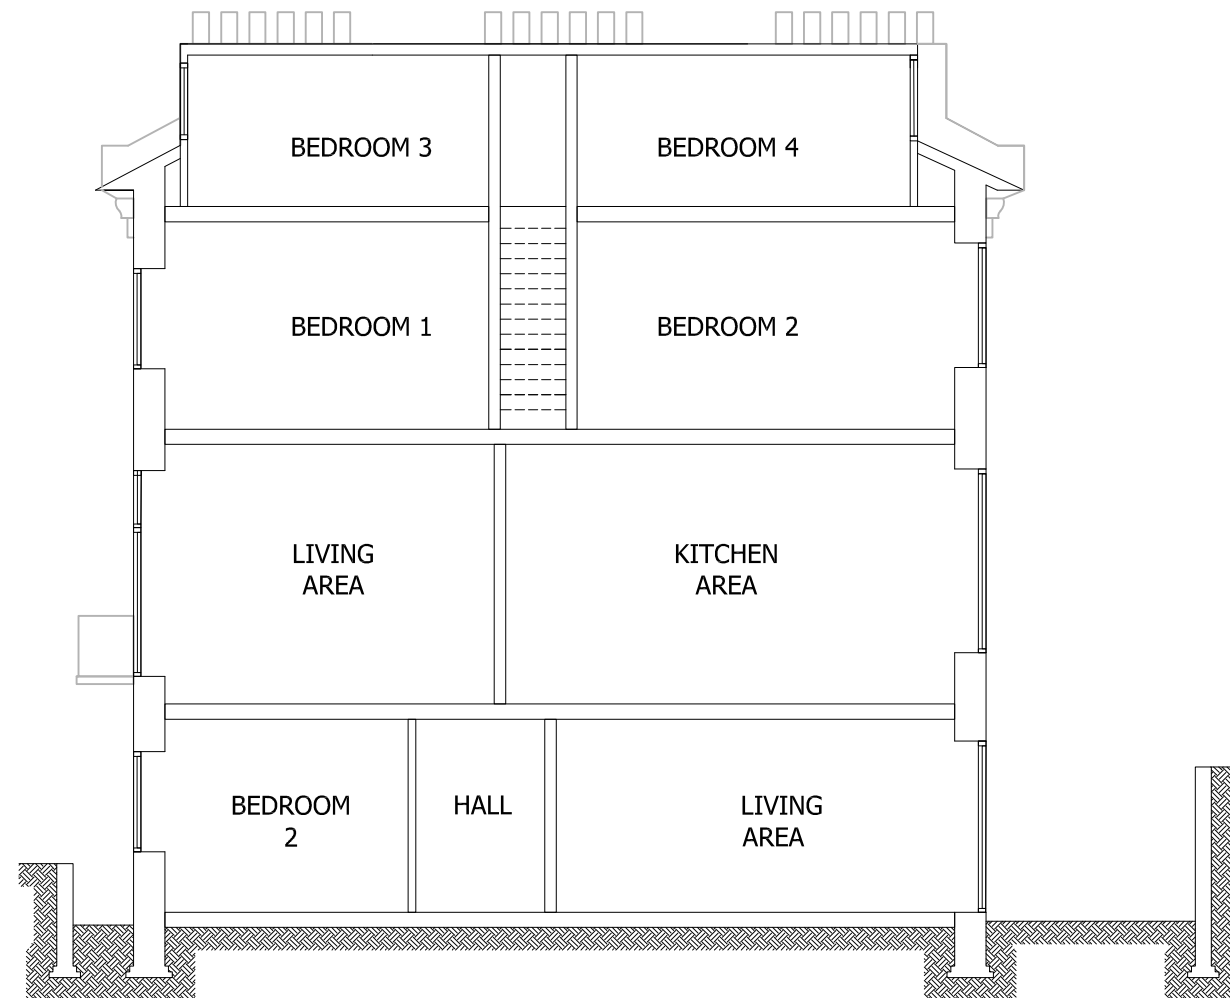 BEDROOM 3
BEDROOM 4
BEDROOM 1
BEDROOM 2
LIVING
AREA
KITCHEN
AREA
BEDROOM
2
HALL
LIVING
AREA